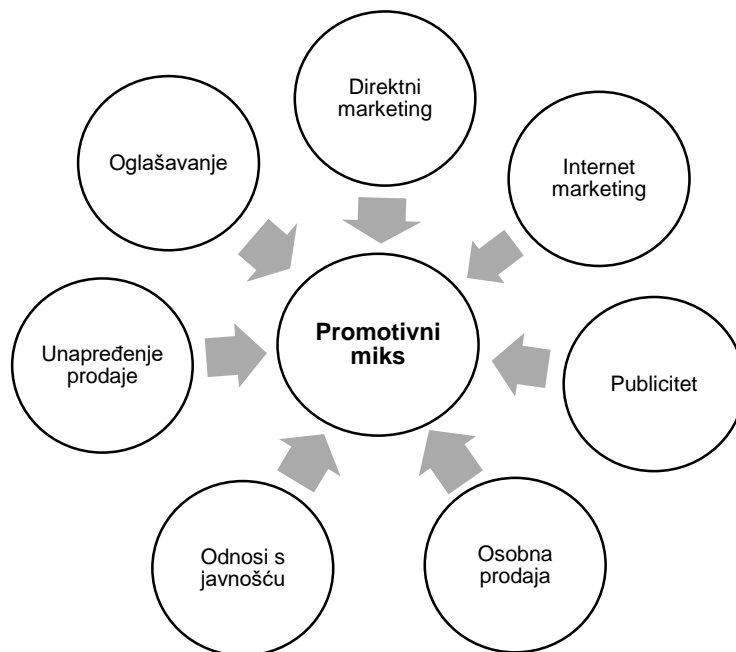 Direktni
marketing
Oglašavanje
Internet
marketing
Promotivni
miks
Unapređenje
prodaje
Publicitet
Odnosi s
javnošću
Osobna
prodaja